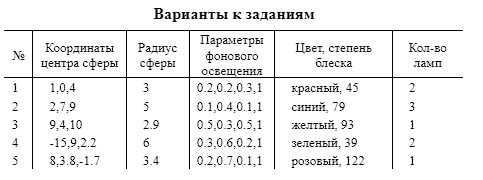 Варианты к заданиям
№ Координаты центра сферы Радиус сферы Параметры фонового освещения Цвет, степень блеска Кол-во ламп
1 1,0,4 3 0.2,0.2,0.3,1 красный, 45 2
2 2,7,9 5 0.1,0.4,0.1,1 синий, 79 3
3 9,4,10 2.9 0.5,0.3,0.5,1 желтый, 93 1
4 -15,9,2.2 6 0.3,0.6,0.2,1 зеленый, 39 2
5 8,3.8,-1.7 3.4 0.2,0.7,0.1,1 розовый, 122 1